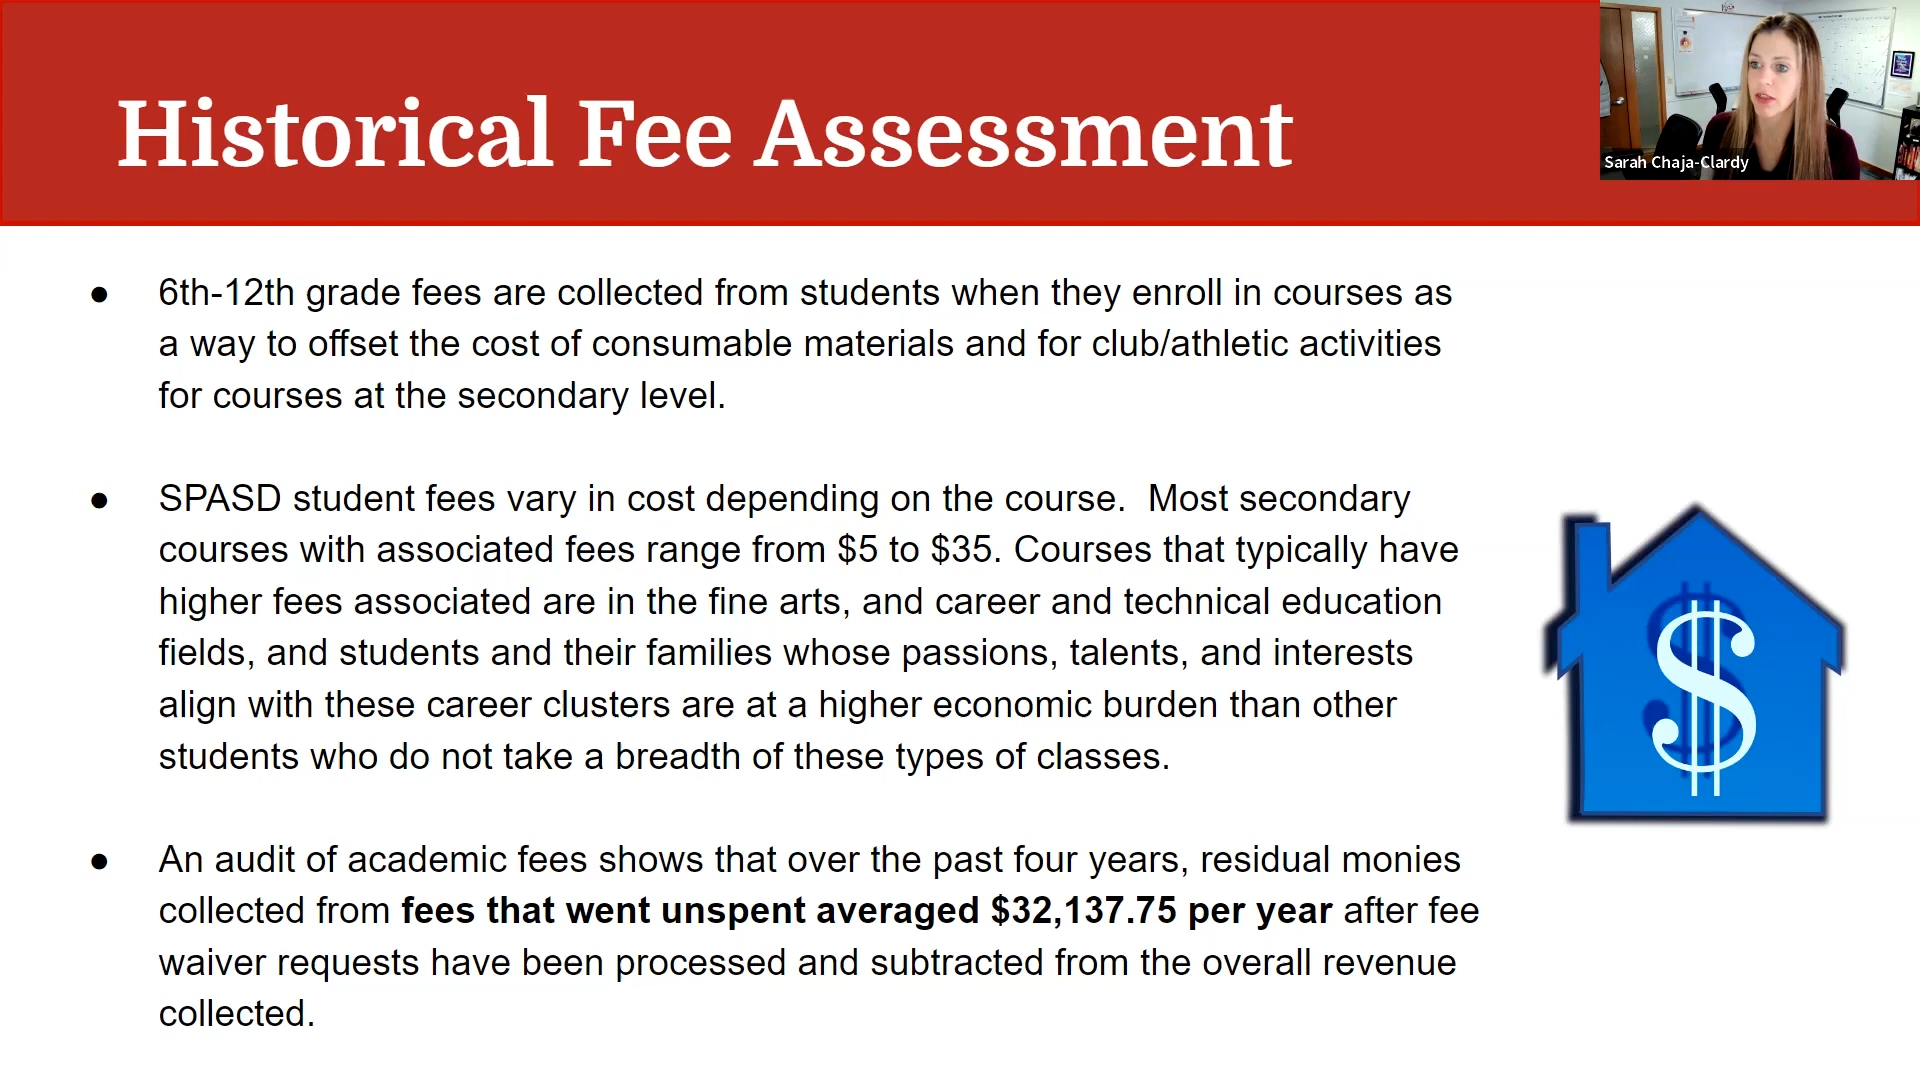 Historical Fee Assessment
Sarah Chaja-Clardy
● 6th-12th grade fees are collected from students when they enroll in courses as
a way to offset the cost of consumable materials and for club/athletic activities
for courses at the secondary level.
● SPASD student fees vary in cost depending on the course.  Most secondary
courses with associated fees range from $5 to $35. Courses that typically have
higher fees associated are in the fine arts, and career and technical education
fields, and students and their families whose passions, talents, and interests
align with these career clusters are at a higher economic burden than other
students who do not take a breadth of these types of classes.
● An audit of academic fees shows that over the past four years, residual monies
collected from fees that went unspent averaged $32,137.75 per year after fee
waiver requests have been processed and subtracted from the overall revenue
collected.
$